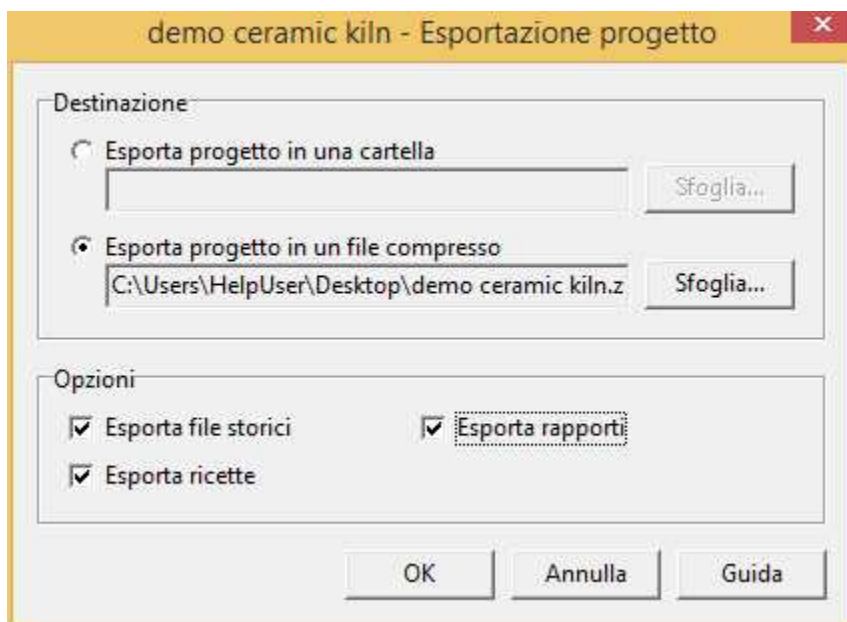 demo ceramic kiln - Esportazione progetto
Destinazione
Esporta progetto in una cartella
Sfoglia...
Esporta progetto in un file compresso
C:\Users\HelpUser\Desktop\demo ceramic kiln.z
Sfoglia...
Opzioni
Esporta file storici
Esporta rapporti
Esporta ricette
OK
Annulla
Guida